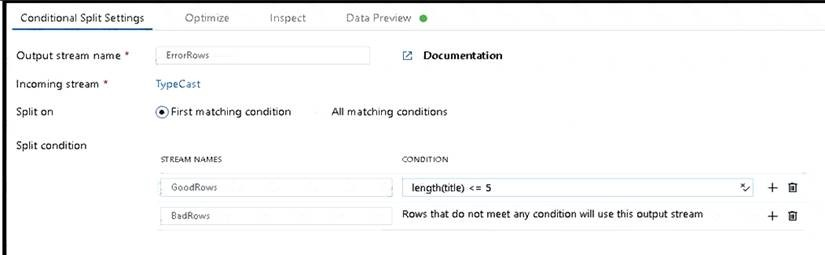 Conditional Split Settings Optimize Inspect Data Preview
Output stream name * ErrorRows Documentation
Incoming stream * TypeCast
Split on First matching condition All matching conditions
Split condition
STREAM NAMES CONDITION
GoodRows length(title) <= 5
BadRows Rows that do not meet any condition will use this output stream